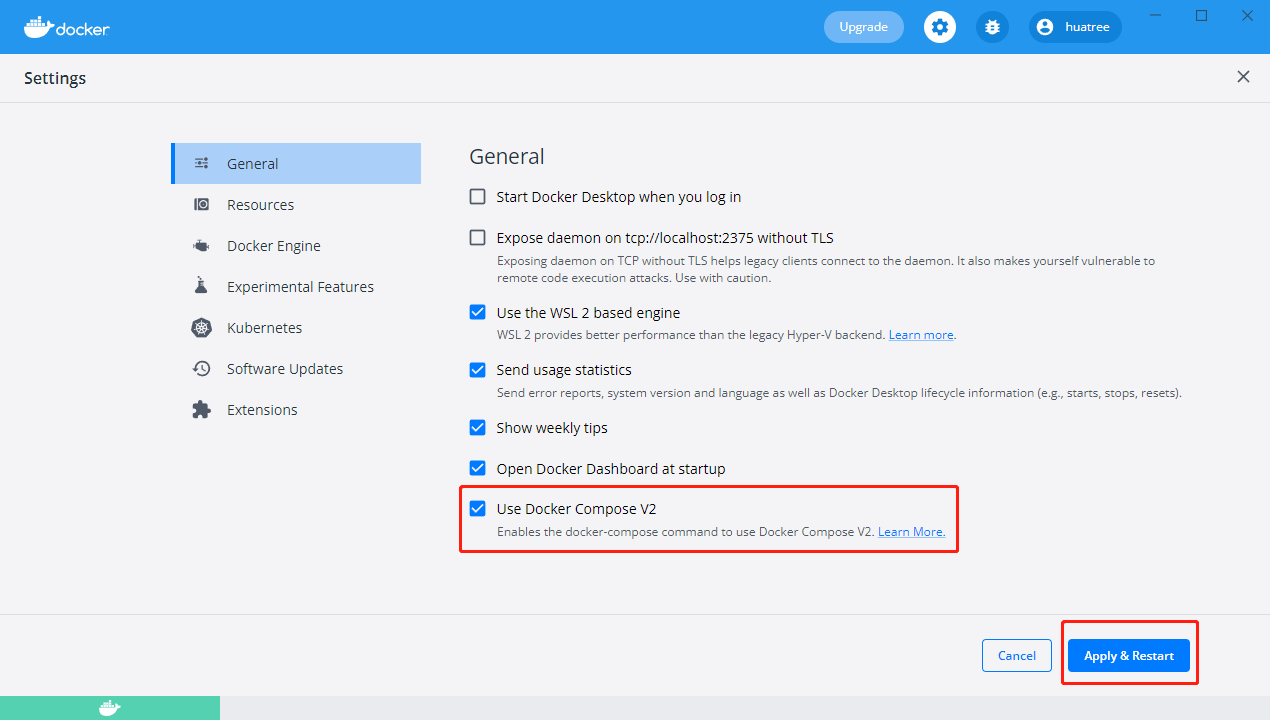 docker
Upgrade
huatree
Settings
General
Resources
Docker Engine
Experimental Features
Kubernetes
Software Updates
Extensions
General
Start Docker Desktop when you log in
Expose daemon on tcp://localhost:2375 without TLS
Exposing daemon on TCP without TLS helps legacy clients connect to the daemon. It also makes yourself vulnerable to
remote code execution attacks. Use with caution.
Use the WSL 2 based engine
WSL 2 provides better performance than the legacy Hyper-V backend. Learn more.
Send usage statistics
Send error reports, system version and language as well as Docker Desktop lifecycle information (e.g., starts, stops, resets).
Show weekly tips
Open Docker Dashboard at startup
Use Docker Compose V2
Enables the docker-compose command to use Docker Compose V2. Learn More.
Cancel
Apply & Restart